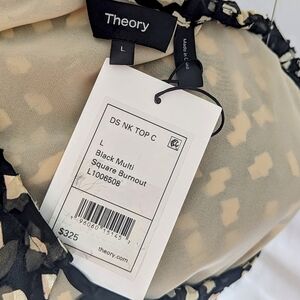 Theory
L
DS NK TOP C
L
Black Multi
Square Burnout
L1006508
$325
theory.com